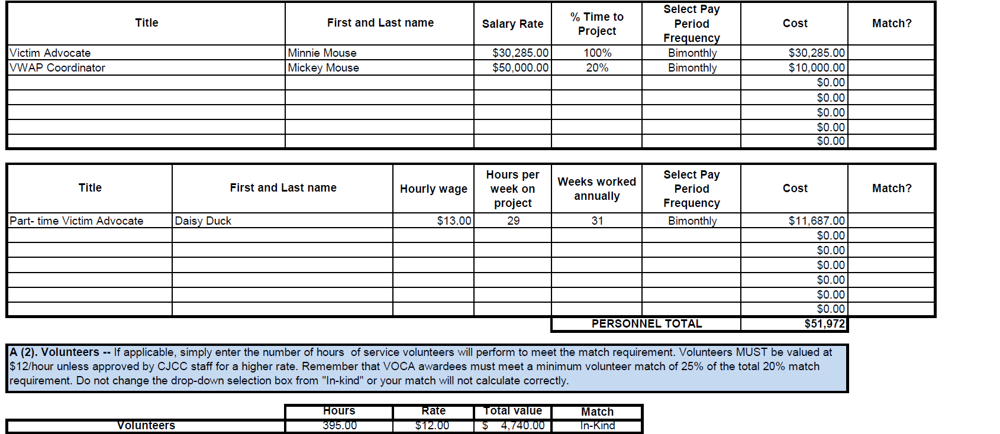 Title First and Last name Salary Rate % Time to Project Select Pay Period Frequency Cost Match?
Victim Advocate Minnie Mouse $30,285.00 100% Bimonthly $30,285.00
VWAP Coordinator Mickey Mouse $50,000.00 20% Bimonthly $10,000.00
$0.00
$0.00
$0.00
$0.00
$0.00
Title First and Last name Hourly wage Hours per week on project Weeks worked annually Select Pay Period Frequency Cost Match?
Part- time Victim Advocate Daisy Duck $13.00 29 31 Bimonthly $11,687.00
$0.00
$0.00
$0.00
$0.00
$0.00
$0.00
PERSONNEL TOTAL $51,972
A (2). Volunteers -- If applicable, simply enter the number of hours of service volunteers will perform to meet the match requirement. Volunteers MUST be valued at
$12/hour unless approved by CJCC staff for a higher rate. Remember that VOCA awardees must meet a minimum volunteer match of 25% of the total 20% match
requirement. Do not change the drop-down selection box from "In-kind" or your match will not calculate correctly.
Hours Rate Total value Match
Volunteers 395.00 $12.00 $ 4,740.00 In-Kind